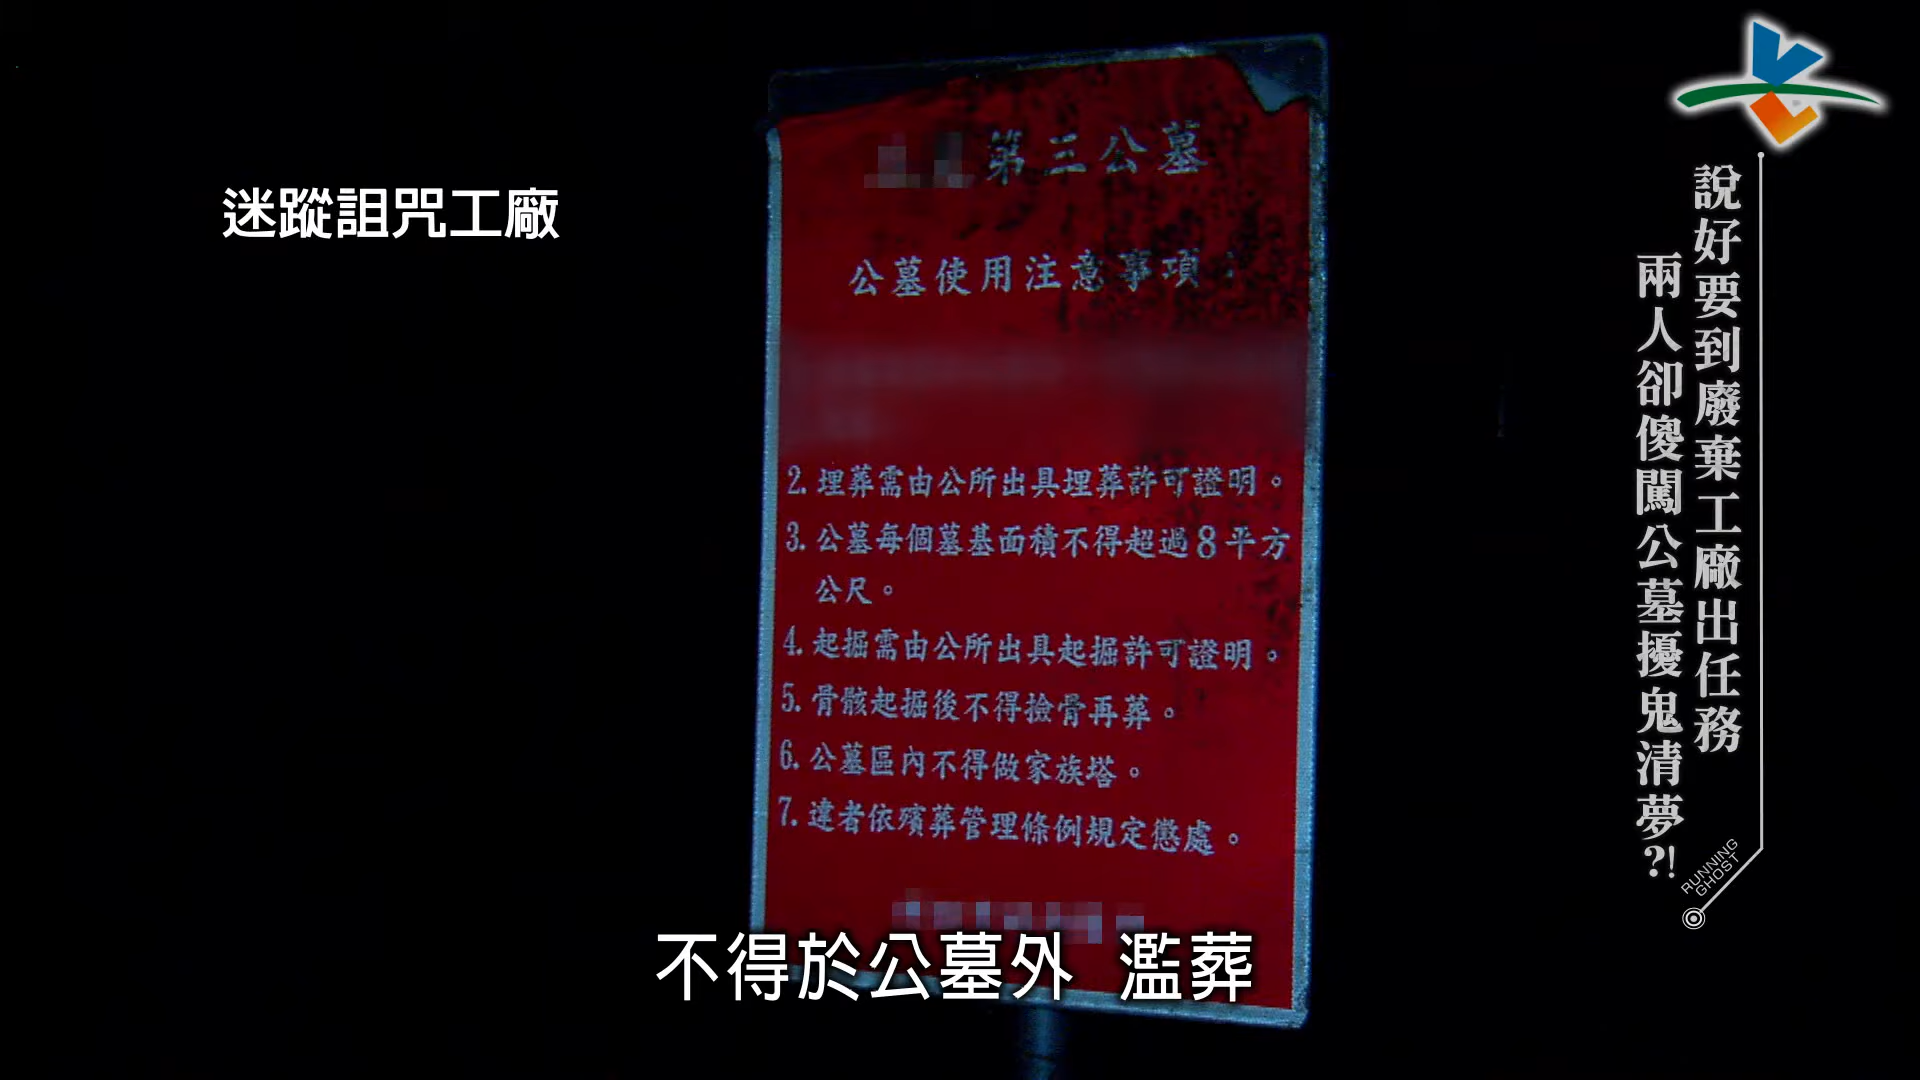 迷蹤詛咒工廠
第三公墓
公墓使用注意事項：
2. 埋葬需由公所出具埋葬許可證明。
3. 公墓每個墓基面積不得超過8平方
公尺。
4. 起掘需由公所出具起掘許可證明。
5. 骨骸起掘後不得撿骨再葬。
6. 公墓區內不得做家族塔。
7. 違者依殯葬管理條例規定懲處。
不得於公墓外 濫葬
說好要到廢棄工廠出任務
兩人卻傻闖公墓擾鬼清夢?!
RUNNING
GHOST